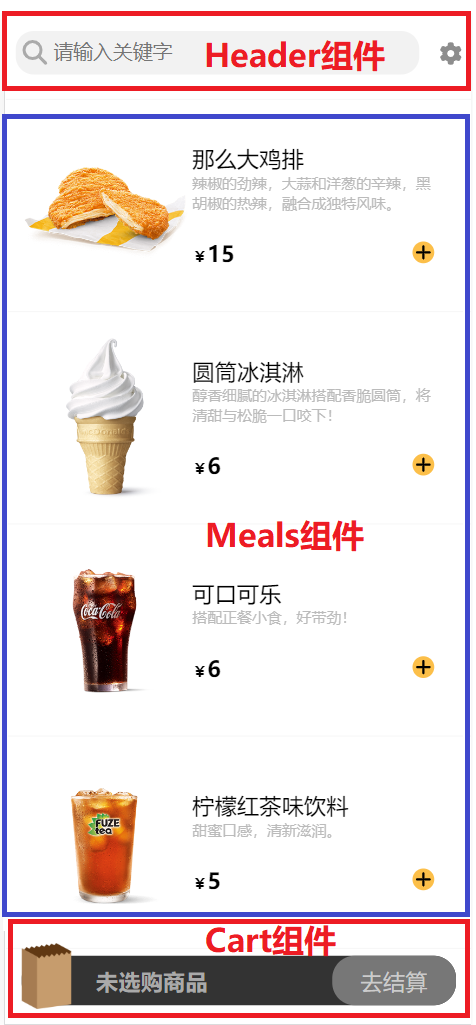 请输入关键字
Header组件
那么大鸡排
辣椒的劲辣，大蒜和洋葱的辛辣，黑
胡椒的热辣，融合成独特风味。
¥15
圆筒冰淇淋
醇香细腻的冰淇淋搭配香脆圆筒，将
清甜与松脆一口咬下！
¥6
Meals组件
Coca-Cola
可口可乐
搭配正餐小食，好带劲！
¥6
FUZE
tea
柠檬红茶味饮料
甜蜜口感，清新滋润。
¥5
Cart组件
未选购商品
去结算